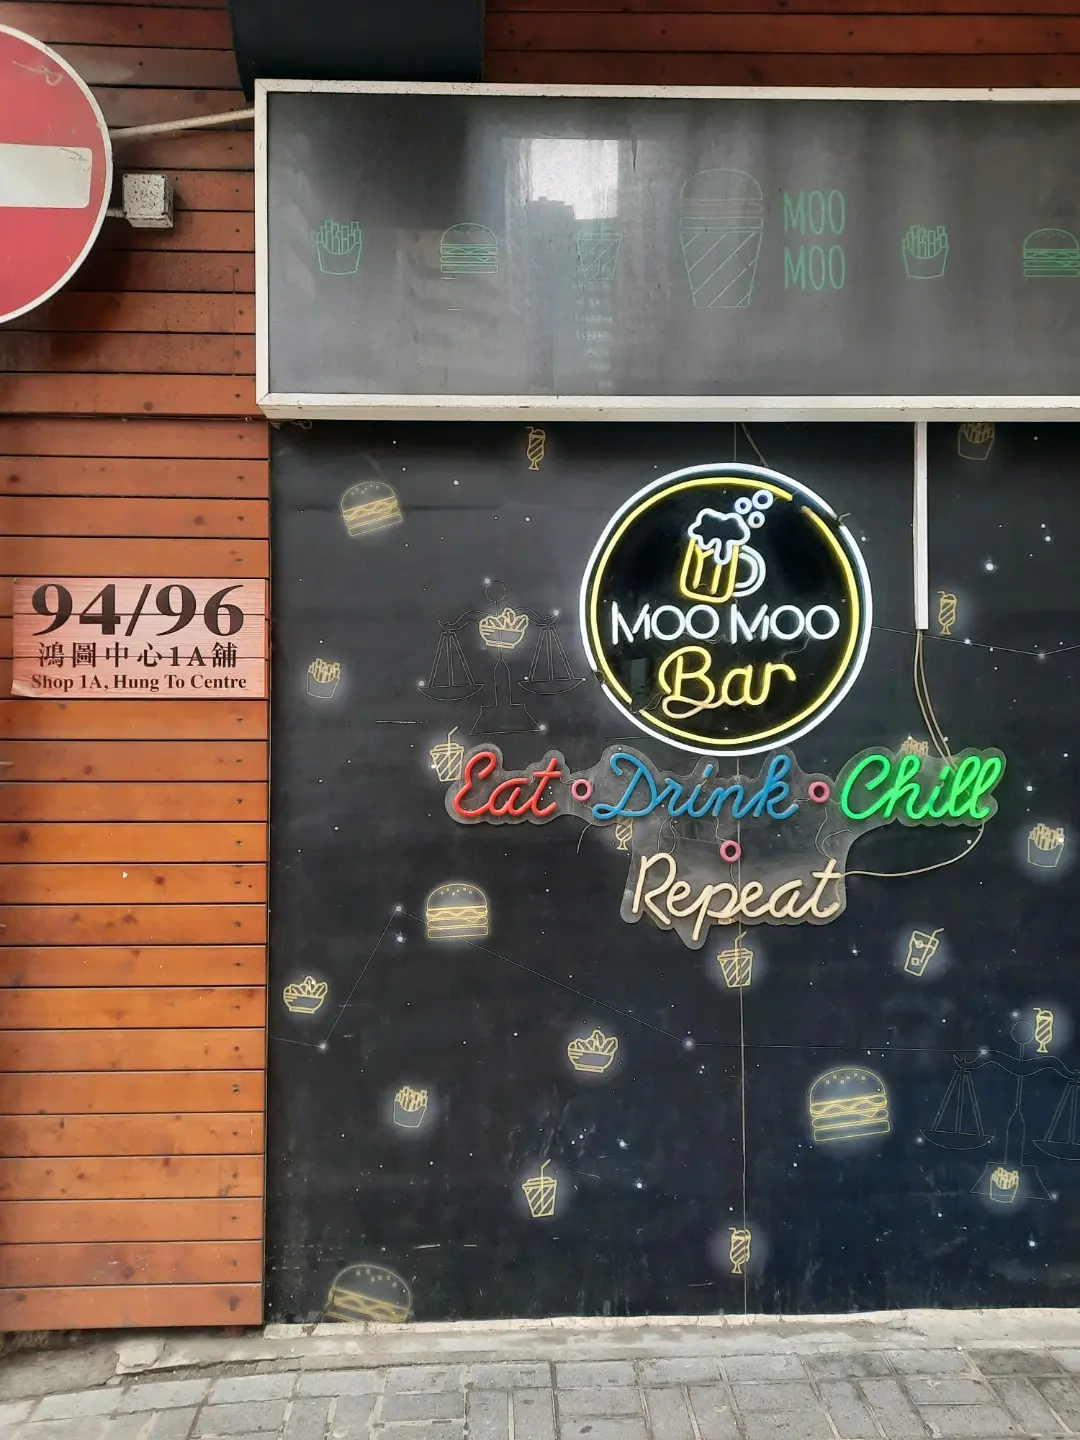 MOO
MOO
MOO MOO
Bar
Eat Drink Chill
Repeat
94/96
鴻圖中心1A舖
Shop 1A, Hung To Centre